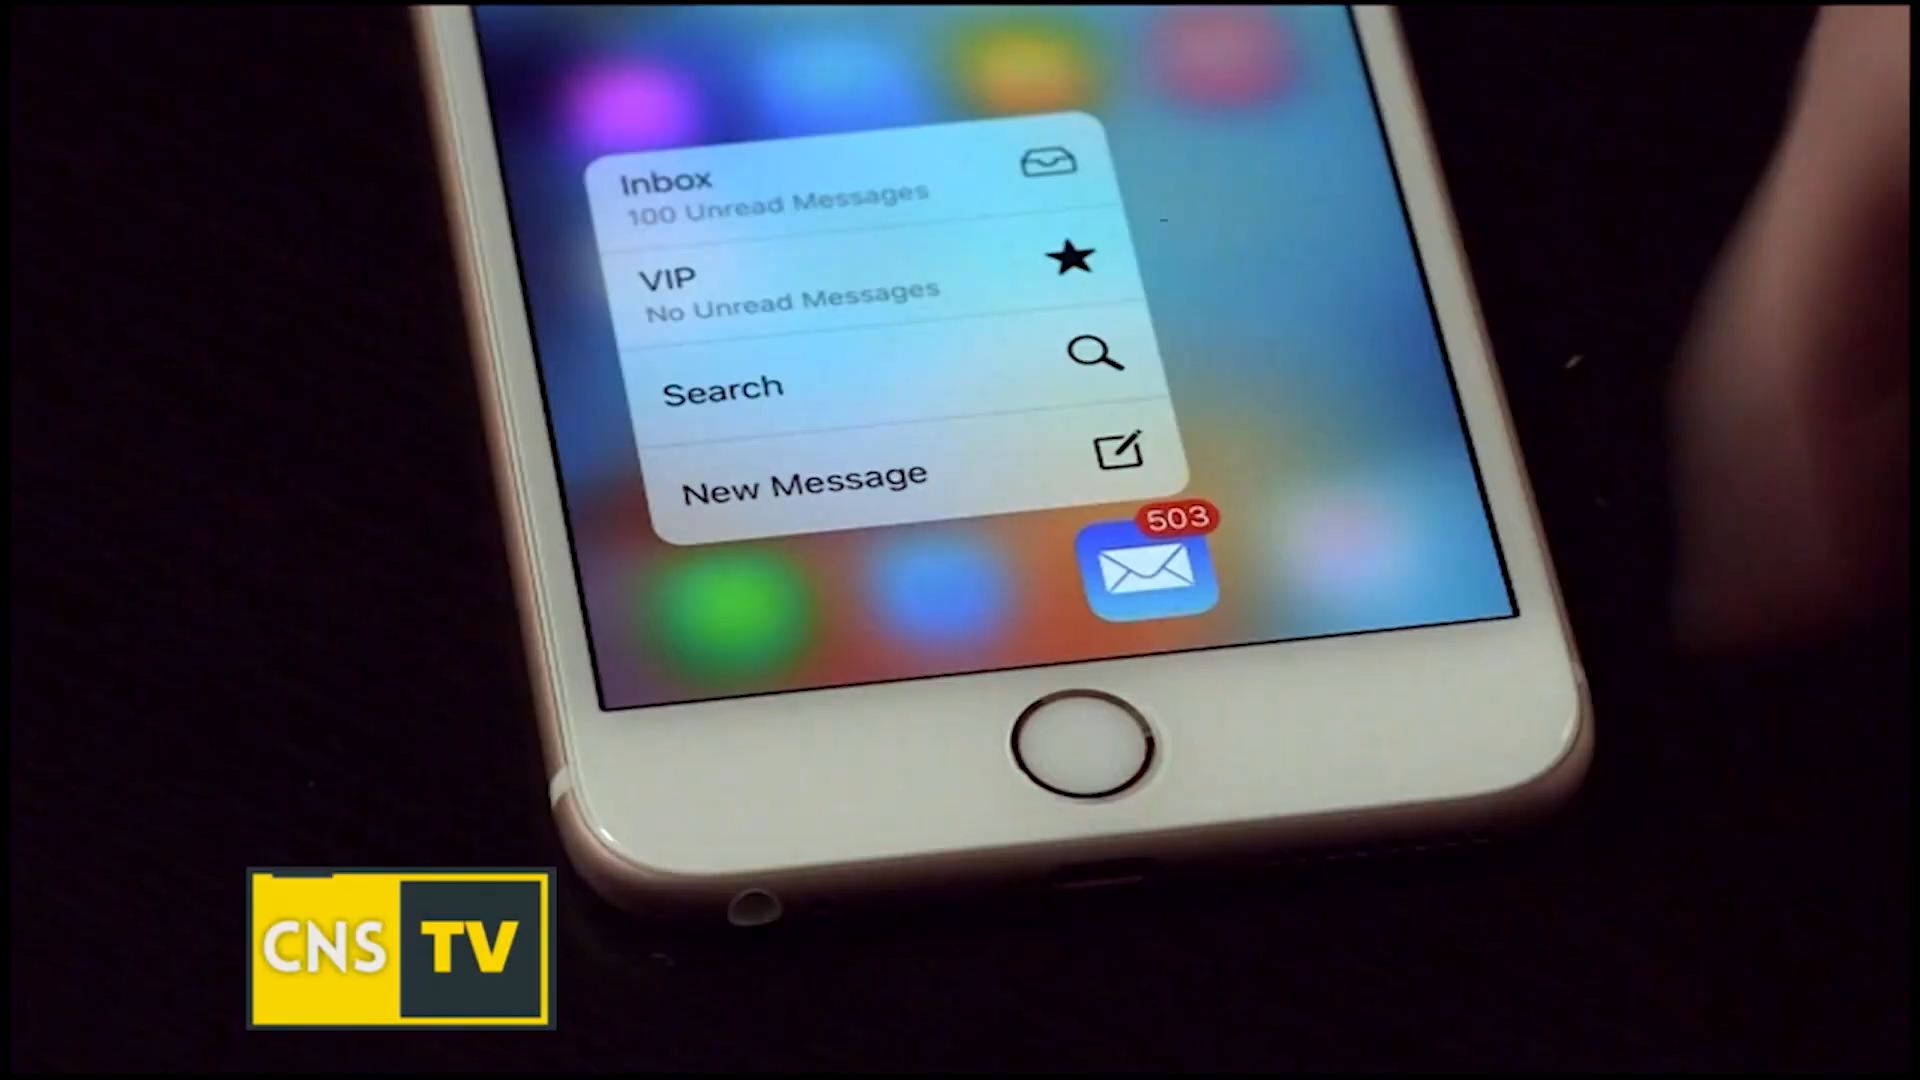 Inbox
100 Unread Messages
VIP
No Unread Messages
Search
New Message
503
CNS TV